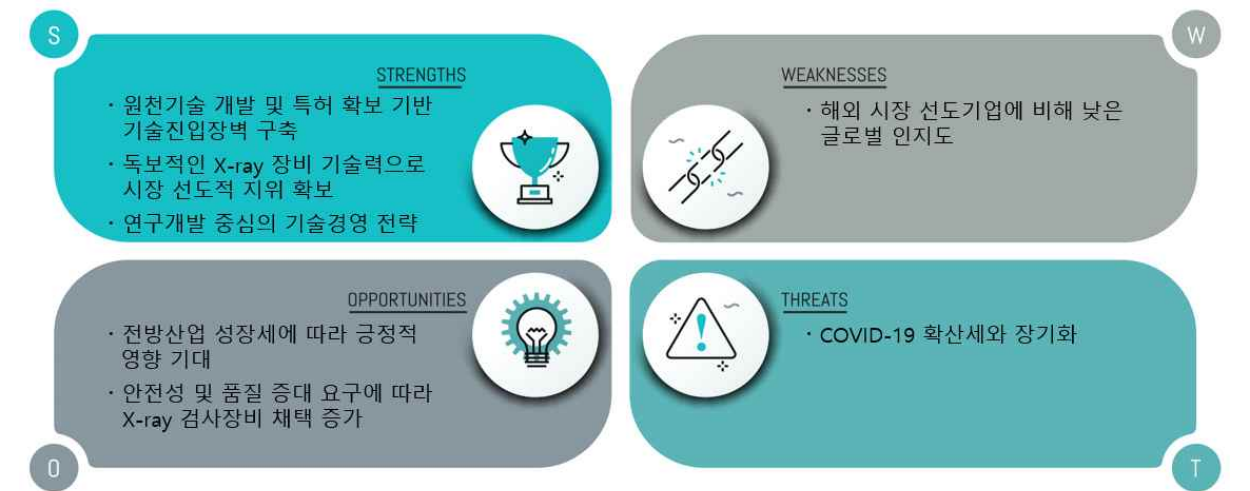 S
STRENGTHS
· 원천기술 개발 및 특허 확보 기반
기술진입장벽 구축
· 독보적인 X-ray 장비 기술력으로
시장 선도적 지위 확보
· 연구개발 중심의 기술경영 전략
W
WEAKNESSES
· 해외 시장 선도기업에 비해 낮은
글로벌 인지도
OPPORTUNITIES
· 전방산업 성장세에 따라 긍정적
영향 기대
· 안전성 및 품질 증대 요구에 따라
X-ray 검사장비 채택 증가
O
THREATS
· COVID-19 확산세와 장기화
T